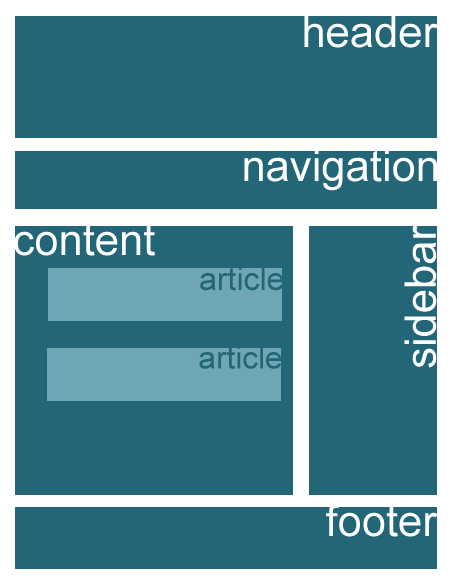 header
navigation
content
article
article
sidebar
footer